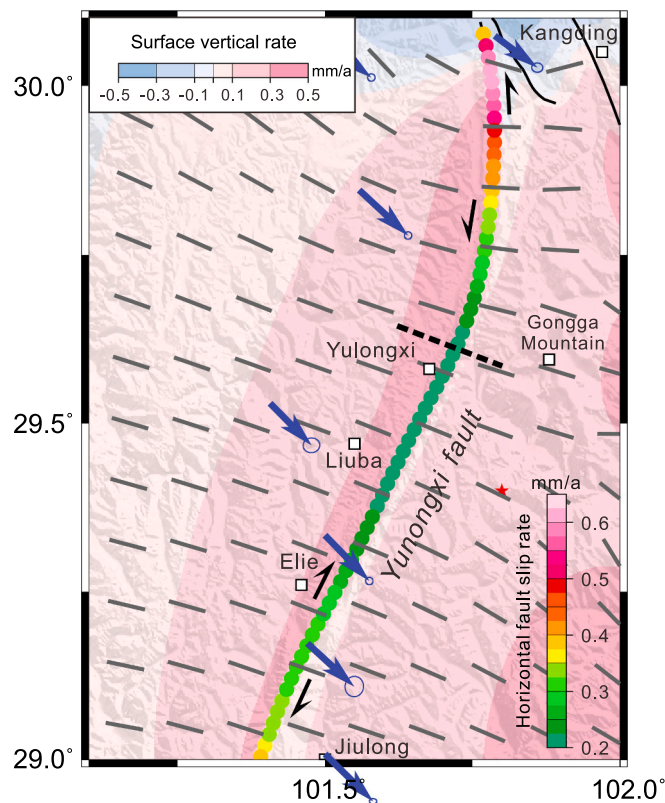 Surface vertical rate
mm/a
-0.5 -0.3 -0.1 0.1 0.3 0.5
Kangding
30.0°
Gongga
Mountain
Yulongxi
29.5°
Liuba
Yunongxi fault
mm/a
Horizontal fault slip rate
0.6
0.5
0.4
0.3
0.2
Elie
Jiulong
29.0°
101.5° 102.0°